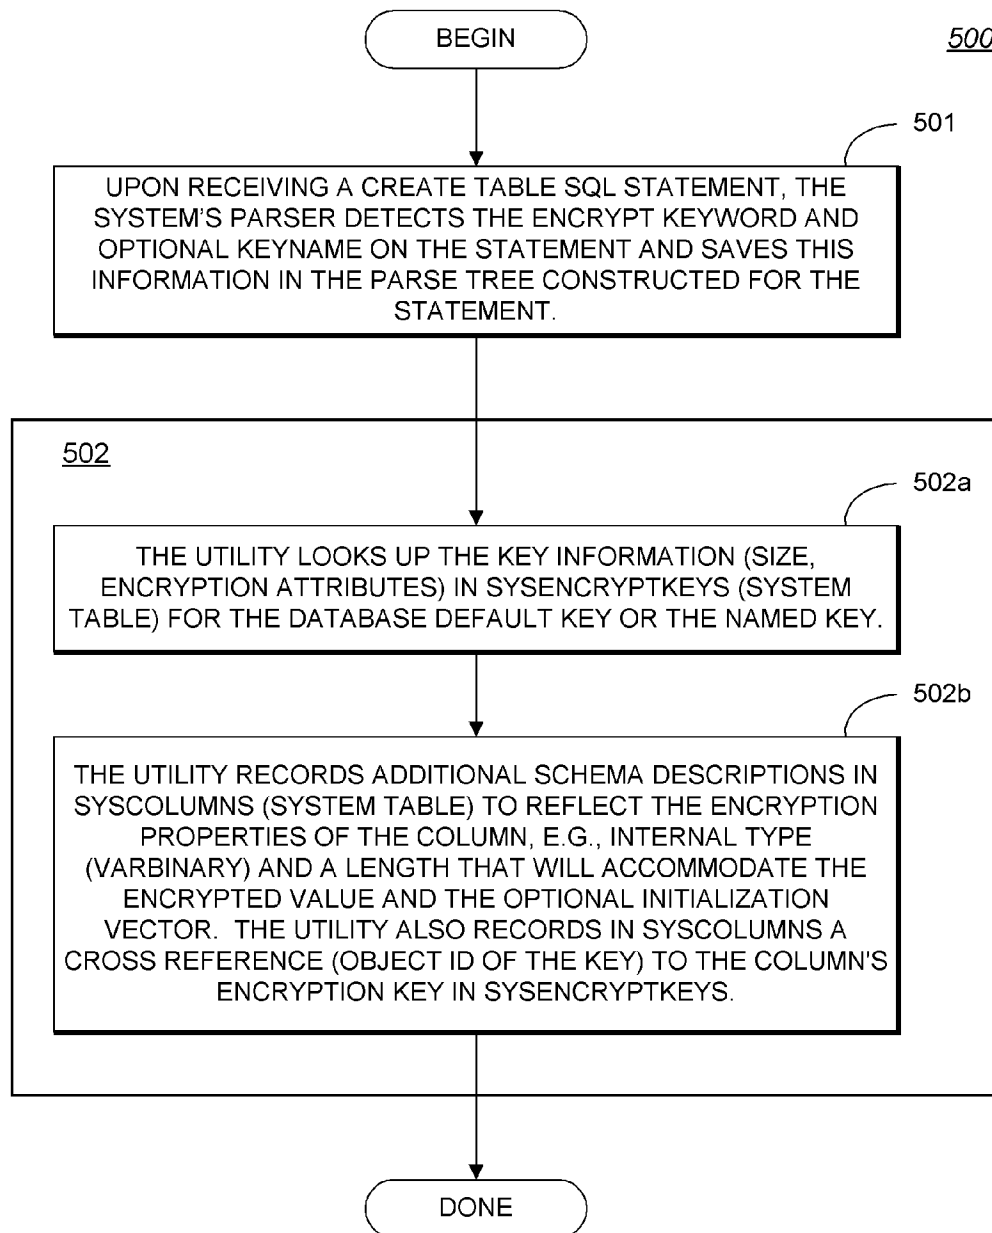 BEGIN
500
501
UPON RECEIVING A CREATE TABLE SQL STATEMENT, THE
SYSTEM'S PARSER DETECTS THE ENCRYPT KEYWORD AND
OPTIONAL KEYNAME ON THE STATEMENT AND SAVES THIS
INFORMATION IN THE PARSE TREE CONSTRUCTED FOR THE
STATEMENT.
502
502a
THE UTILITY LOOKS UP THE KEY INFORMATION (SIZE,
ENCRYPTION ATTRIBUTES) IN SYSENCRYPTKEYS (SYSTEM
TABLE) FOR THE DATABASE DEFAULT KEY OR THE NAMED KEY.
502b
THE UTILITY RECORDS ADDITIONAL SCHEMA DESCRIPTIONS IN
SYSCOLUMNS (SYSTEM TABLE) TO REFLECT THE ENCRYPTION
PROPERTIES OF THE COLUMN, E.G., INTERNAL TYPE
(VARBINARY) AND A LENGTH THAT WILL ACCOMMODATE THE
ENCRYPTED VALUE AND THE OPTIONAL INITIALIZATION
VECTOR. THE UTILITY ALSO RECORDS IN SYSCOLUMNS A
CROSS REFERENCE (OBJECT ID OF THE KEY) TO THE COLUMN'S
ENCRYPTION KEY IN SYSENCRYPTKEYS.
DONE